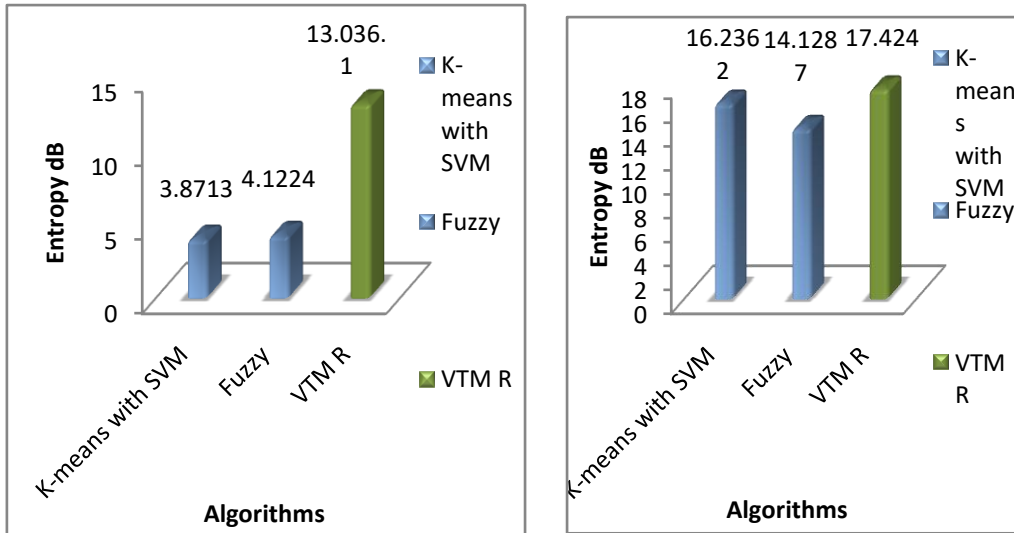 13.036.
1
15
10
5
0
Entropy dB
3.8713
4.1224
K-means with SVM
Fuzzy
VTM R
Algorithms
K-
means
with
SVM
Fuzzy
VTM R
16.236
2
14.128
7
17.424
18
16
14
12
10
8
6
4
2
0
Entropy dB
K-means with SVM
Fuzzy
VTM R
Algorithms
K-
mean
s
with
SVM
Fuzzy
VTM
R